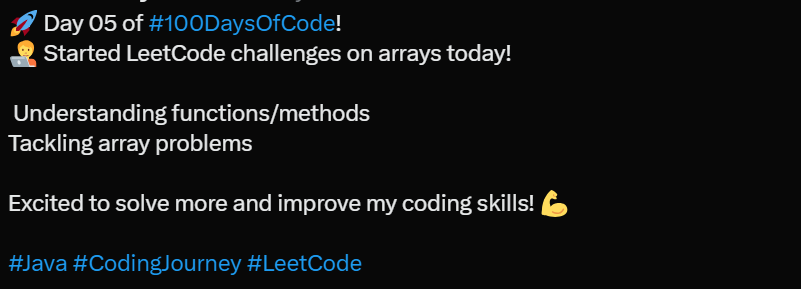 🚀 Day 05 of #100DaysOfCode!
🧑‍💻 Started LeetCode challenges on arrays today!
Understanding functions/methods
Tackling array problems
Excited to solve more and improve my coding skills! 💪
#Java #CodingJourney #LeetCode